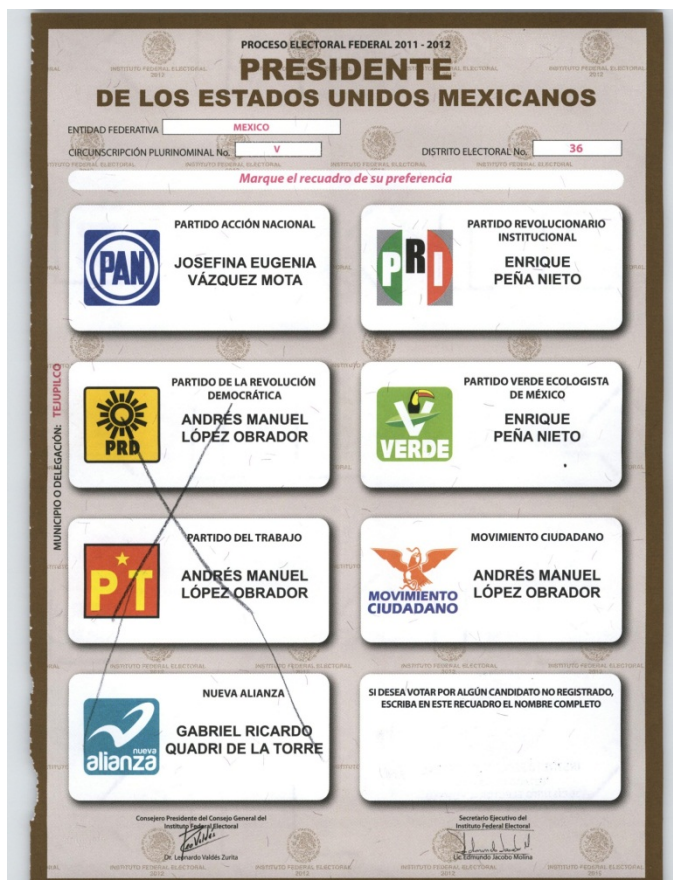 PROCESO ELECTORAL FEDERAL 2011 - 2012
PRESIDENTE
DE LOS ESTADOS UNIDOS MEXICANOS
ENTIDAD FEDERATIVA MEXICO
CIRCUNSCRIPCIÓN PLURINOMINAL No. V
DISTRITO ELECTORAL No. 36
Marque el recuadro de su preferencia
MUNICIPIO O DELEGACIÓN: TEJUPILCO
PAN
PARTIDO ACCIÓN NACIONAL
JOSEFINA EUGENIA
VÁZQUEZ MOTA
PRI
PARTIDO REVOLUCIONARIO
INSTITUCIONAL
ENRIQUE
PEÑA NIETO
PRD
PARTIDO DE LA REVOLUCIÓN
DEMOCRÁTICA
ANDRÉS MANUEL
LÓPEZ OBRADOR
VERDE
PARTIDO VERDE ECOLOGISTA
DE MÉXICO
ENRIQUE
PEÑA NIETO
PT
PARTIDO DEL TRABAJO
ANDRÉS MANUEL
LÓPEZ OBRADOR
MOVIMIENTO
CIUDADANO
MOVIMIENTO CIUDADANO
ANDRÉS MANUEL
LÓPEZ OBRADOR
nueva
alianza
NUEVA ALIANZA
GABRIEL RICARDO
QUADRI DE LA TORRE
SI DESEA VOTAR POR ALGÚN CANDIDATO NO REGISTRADO,
ESCRIBA EN ESTE RECUADRO EL NOMBRE COMPLETO
Consejero Presidente del Consejo General del
Instituto Federal Electoral
Dr. Leonardo Valdés Zurita
Secretario Ejecutivo del
Instituto Federal Electoral
Lic. Edmundo Jacobo Molina
INSTITUTO FEDERAL ELECTORAL
2012